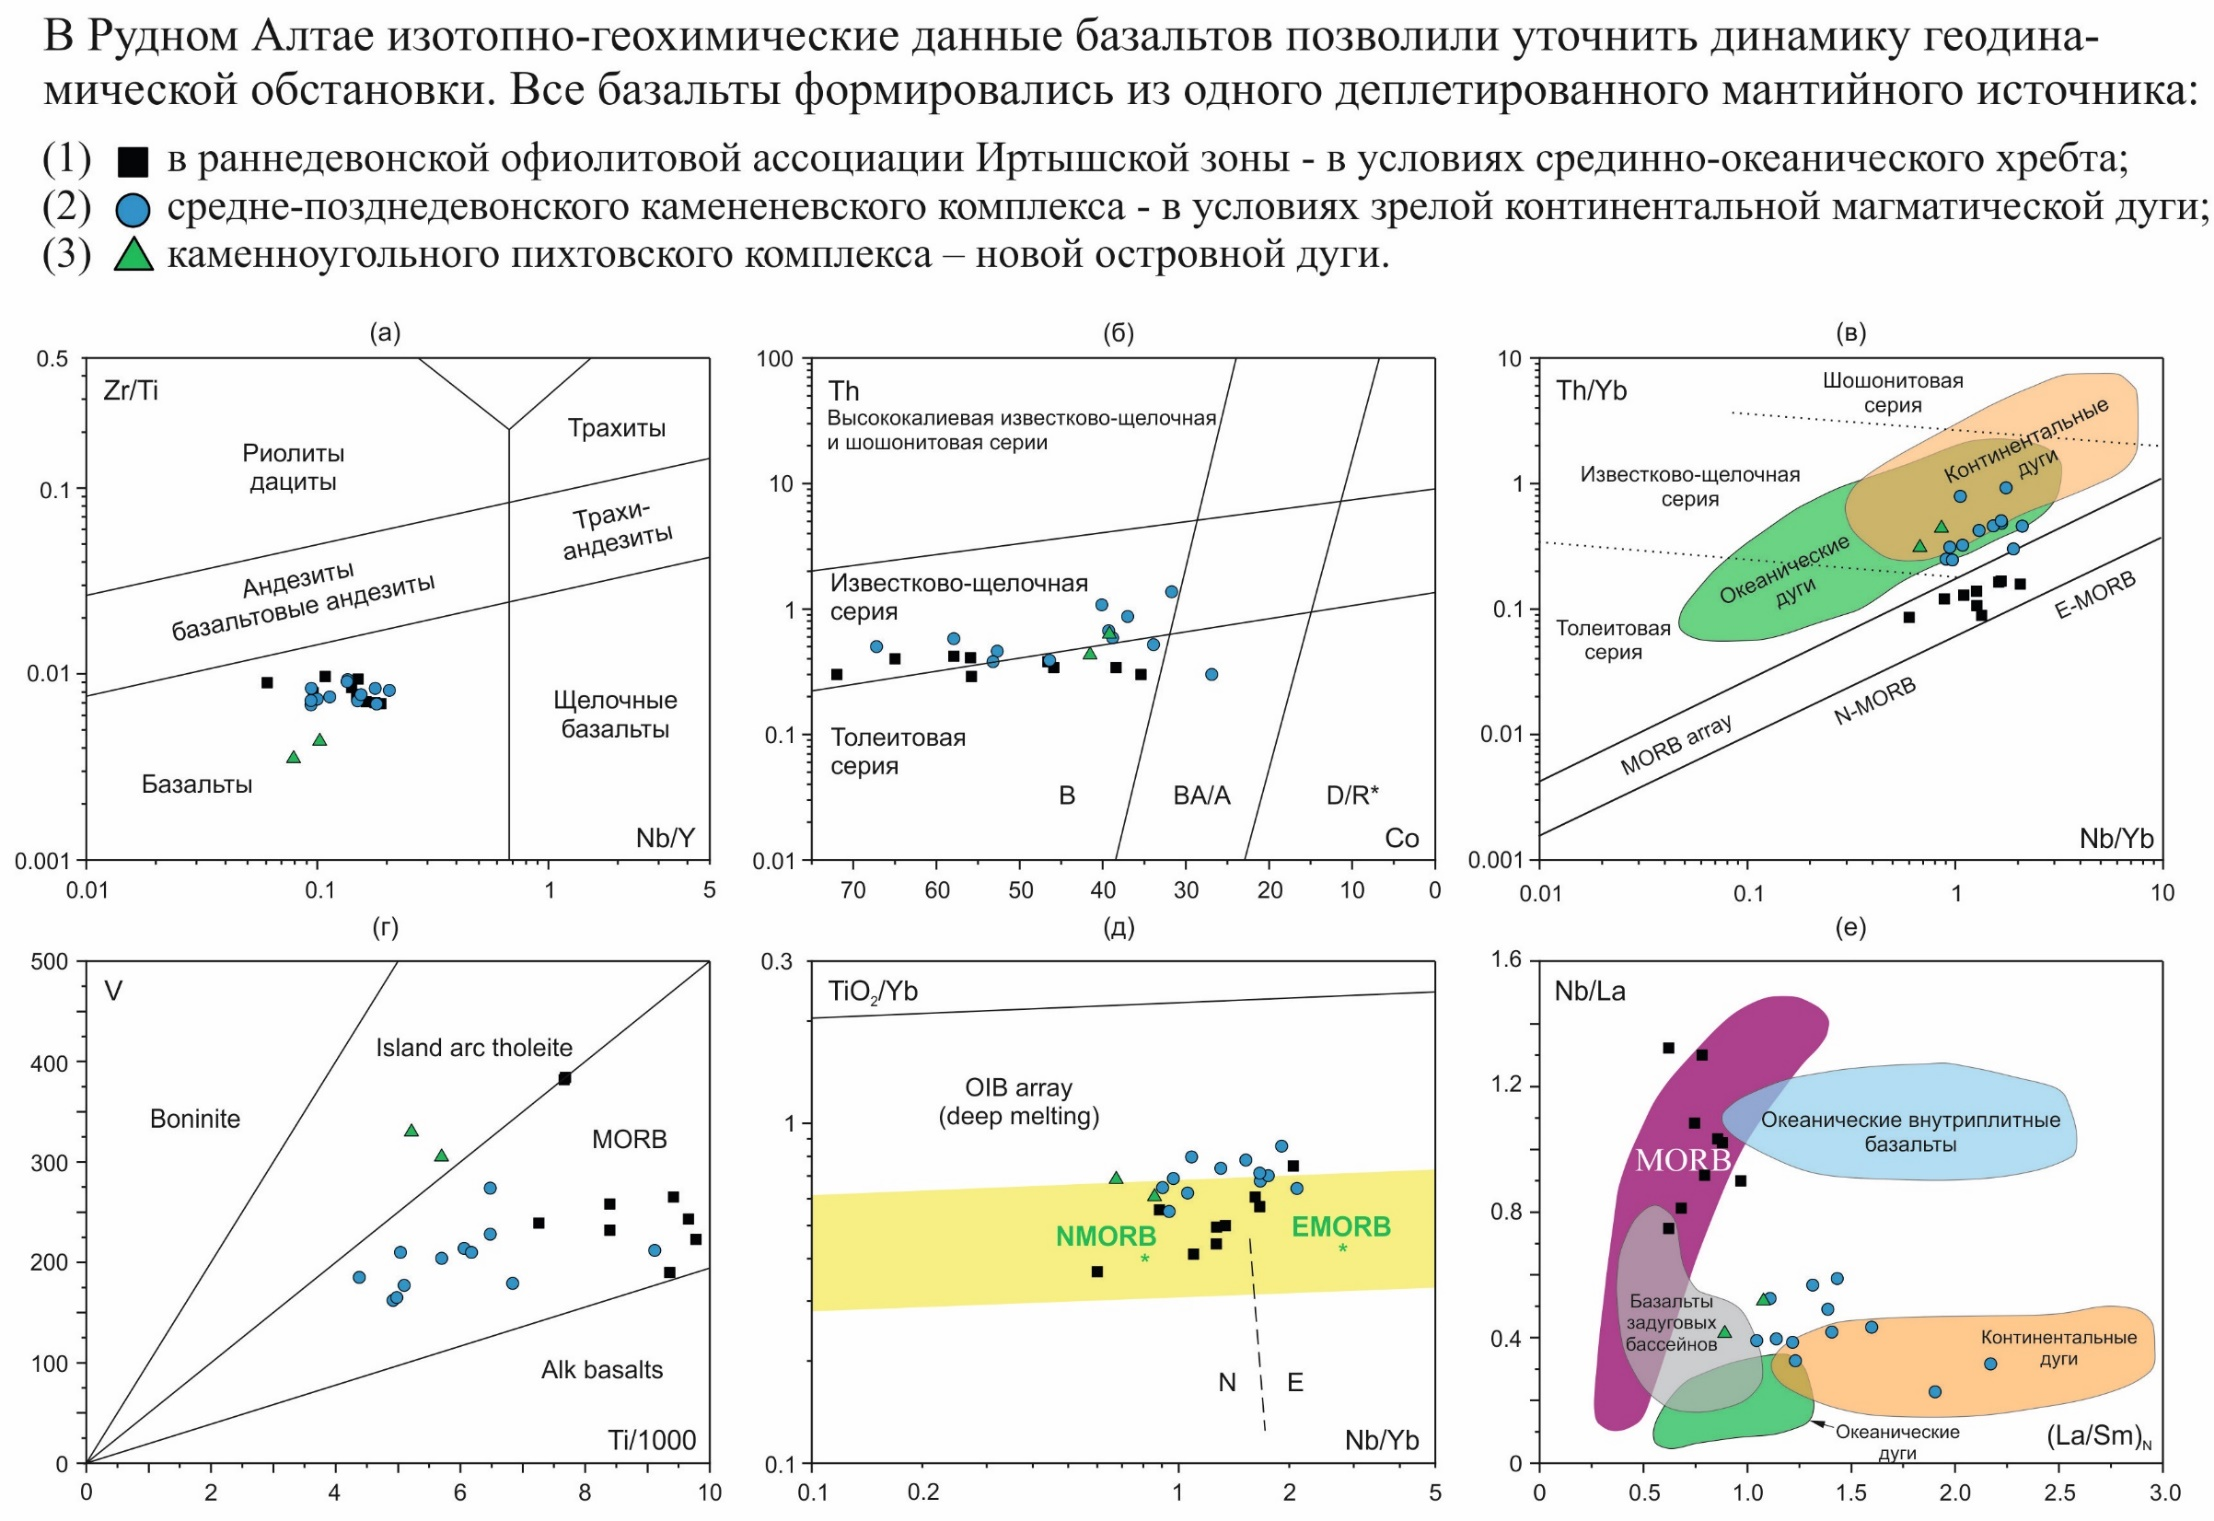 В Рудном Алтае изотопно-геохимические данные базальтов позволили уточнить динамику геодина-
мической обстановки. Все базальты формировались из одного деплетированного мантийного источника:
(1) в раннедевонской офиолитовой ассоциации Иртышской зоны - в условиях срединно-океанического хребта;
(2) средне-позднедевонского камененевского комплекса - в условиях зрелой континентальной магматической дуги;
(3) каменноугольного пихтовского комплекса – новой островной дуги.
(а)
0.5
0.1
0.01
0.001
Zr/Ti
Риолиты
дациты
Трахиты
Трахи-
андезиты
Андезиты
базальтовые андезиты
Щелочные
базальты
Базальты
Nb/Y
0.01 0.1 1 5
(б)
100
10
1
0.1
0.01
Th
Высококалиевая известково-щелочная
и шошонитовая серии
Известково-щелочная
серия
Толеитовая
серия
B BA/A D/R*
Co
70 60 50 40 30 20 10 0
(в)
10
1
0.1
0.01
0.001
Th/Yb
Шошонитовая
серия
Континентальные
дуги
Известково-щелочная
серия
Океанические
дуги
Толеитовая
серия
E-MORB
N-MORB
MORB array
Nb/Yb
0.01 0.1 1 10
(г)
500
400
300
200
100
0
V
Island arc tholeite
Boninite
MORB
Alk basalts
Ti/1000
0 2 4 6 8 10
(д)
0.3
1
0.1
TiO2/Yb
OIB array
(deep melting)
NMORB
*
EMORB
*
N E
Nb/Yb
0.1 0.2 1 2 5
(е)
1.6
1.2
0.8
0.4
0
Nb/La
Океанические внутриплитные
базальты
MORB
Базальты
задуговых
бассейнов
Континентальные
дуги
Океанические
дуги
(La/Sm)N
0 0.5 1.0 1.5 2.0 2.5 3.0